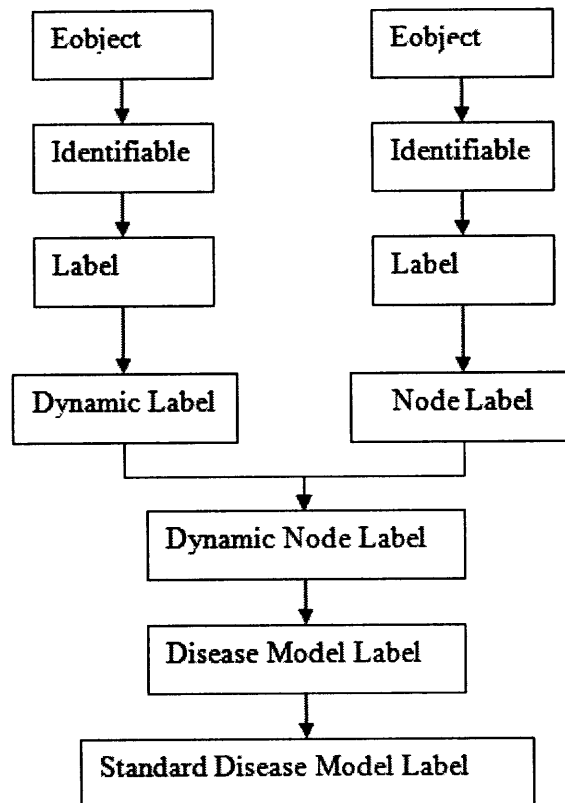 Eobject
Eobject
Identifiable
Identifiable
Label
Label
Dynamic Label
Node Label
Dynamic Node Label
Disease Model Label
Standard Disease Model Label